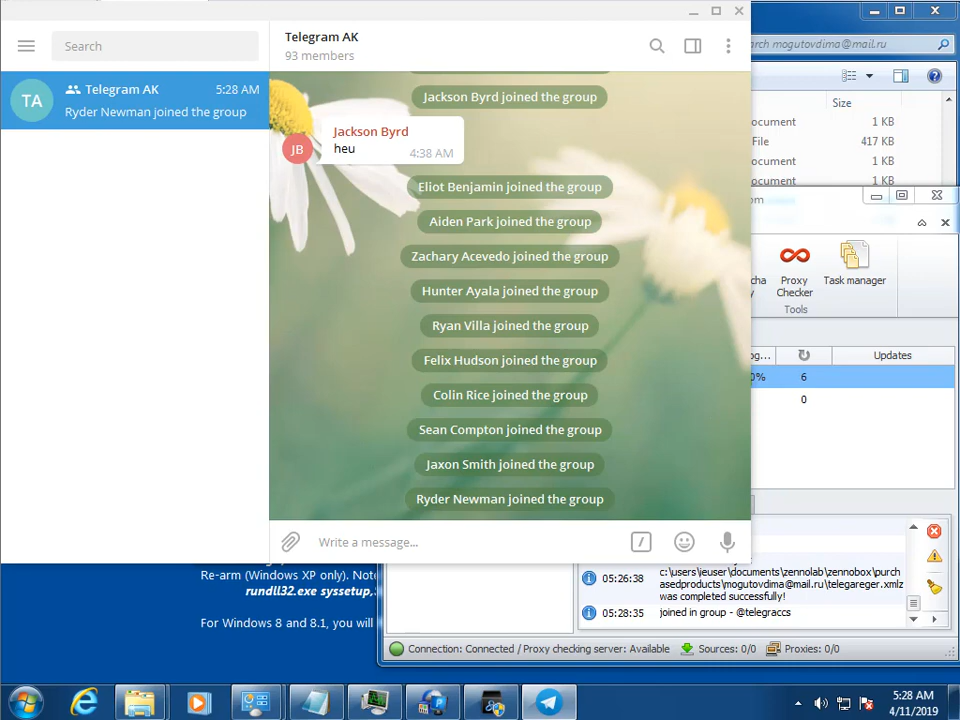 Search
Telegram AK
93 members
TA
Telegram AK
5:28 AM
Ryder Newman joined the group
Jackson Byrd joined the group
Jackson Byrd
JB
heu
4:38 AM
Eliot Benjamin joined the group
Aiden Park joined the group
Zachary Acevedo joined the group
Hunter Ayala joined the group
Ryan Villa joined the group
Felix Hudson joined the group
Colin Rice joined the group
Sean Compton joined the group
Jaxon Smith joined the group
Ryder Newman joined the group
Write a message...
arch mogutovdima@mail.ru
Size
ocument 1 KB
File 417 KB
ocument 1 KB
ocument 1 KB
om
cha
y
Proxy
Checker
Task manager
Tools
og...
Updates
0% 6
0
05:26:38
c:\users\ieuser\documents\zennolab\zennobox\purch
asedproducts\mogutovdima@mail.ru\telegareger.xmlz
was completed successfully!
05:28:35 joined in group - @telegraccs
Re-arm (Windows XP only). Note
rundll32.exe syssetup,
For Windows 8 and 8.1, you will
Connection: Connected / Proxy checking server: Available
Sources: 0/0
Proxies: 0/0
5:28 AM
4/11/2019